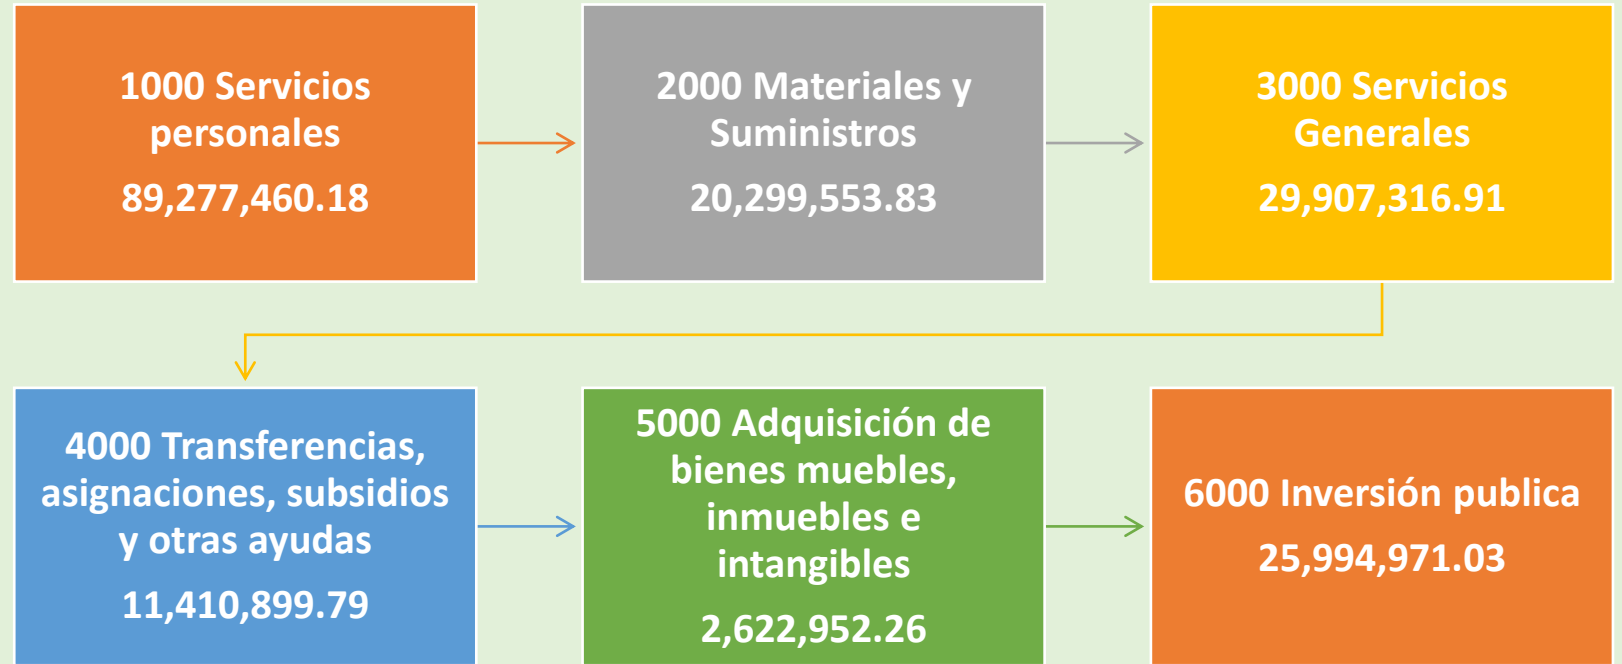 1000 Servicios
personales
89,277,460.18
2000 Materiales y
Suministros
20,299,553.83
3000 Servicios
Generales
29,907,316.91
4000 Transferencias,
asignaciones, subsidios
y otras ayudas
11,410,899.79
5000 Adquisición de
bienes muebles,
inmuebles e
intangibles
2,622,952.26
6000 Inversión publica
25,994,971.03